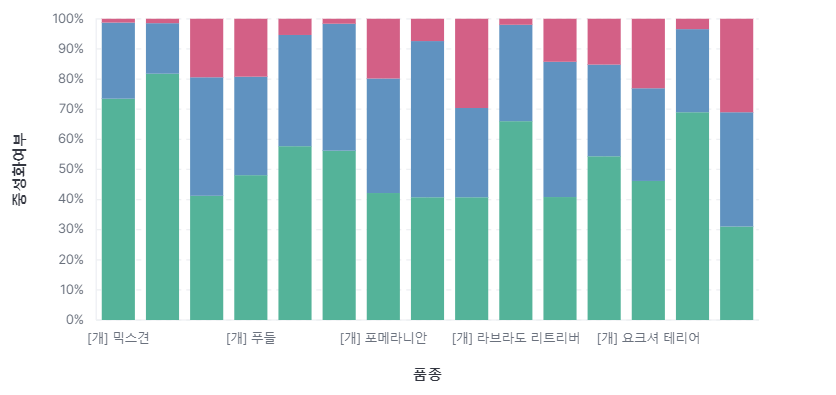 100%
90%
80%
70%
60%
50%
40%
30%
20%
10%
0%
중성화여부
[개] 믹스견
[개] 푸들
[개] 포메라니안
[개] 라브라도 리트리버
[개] 요크셔 테리어
품종